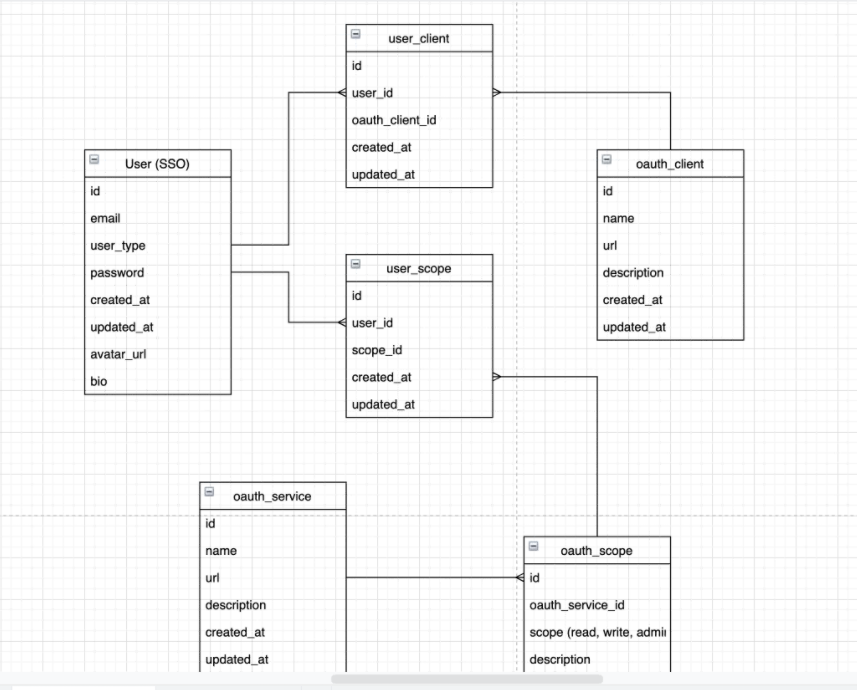 user_client
id
user_id
oauth_client_id
created_at
updated_at
User (SSO)
id
email
user_type
password
created_at
updated_at
avatar_url
bio
oauth_client
id
name
url
description
created_at
updated_at
user_scope
id
user_id
scope_id
created_at
updated_at
oauth_service
id
name
url
description
created_at
updated_at
oauth_scope
id
oauth_service_id
scope (read, write,
description